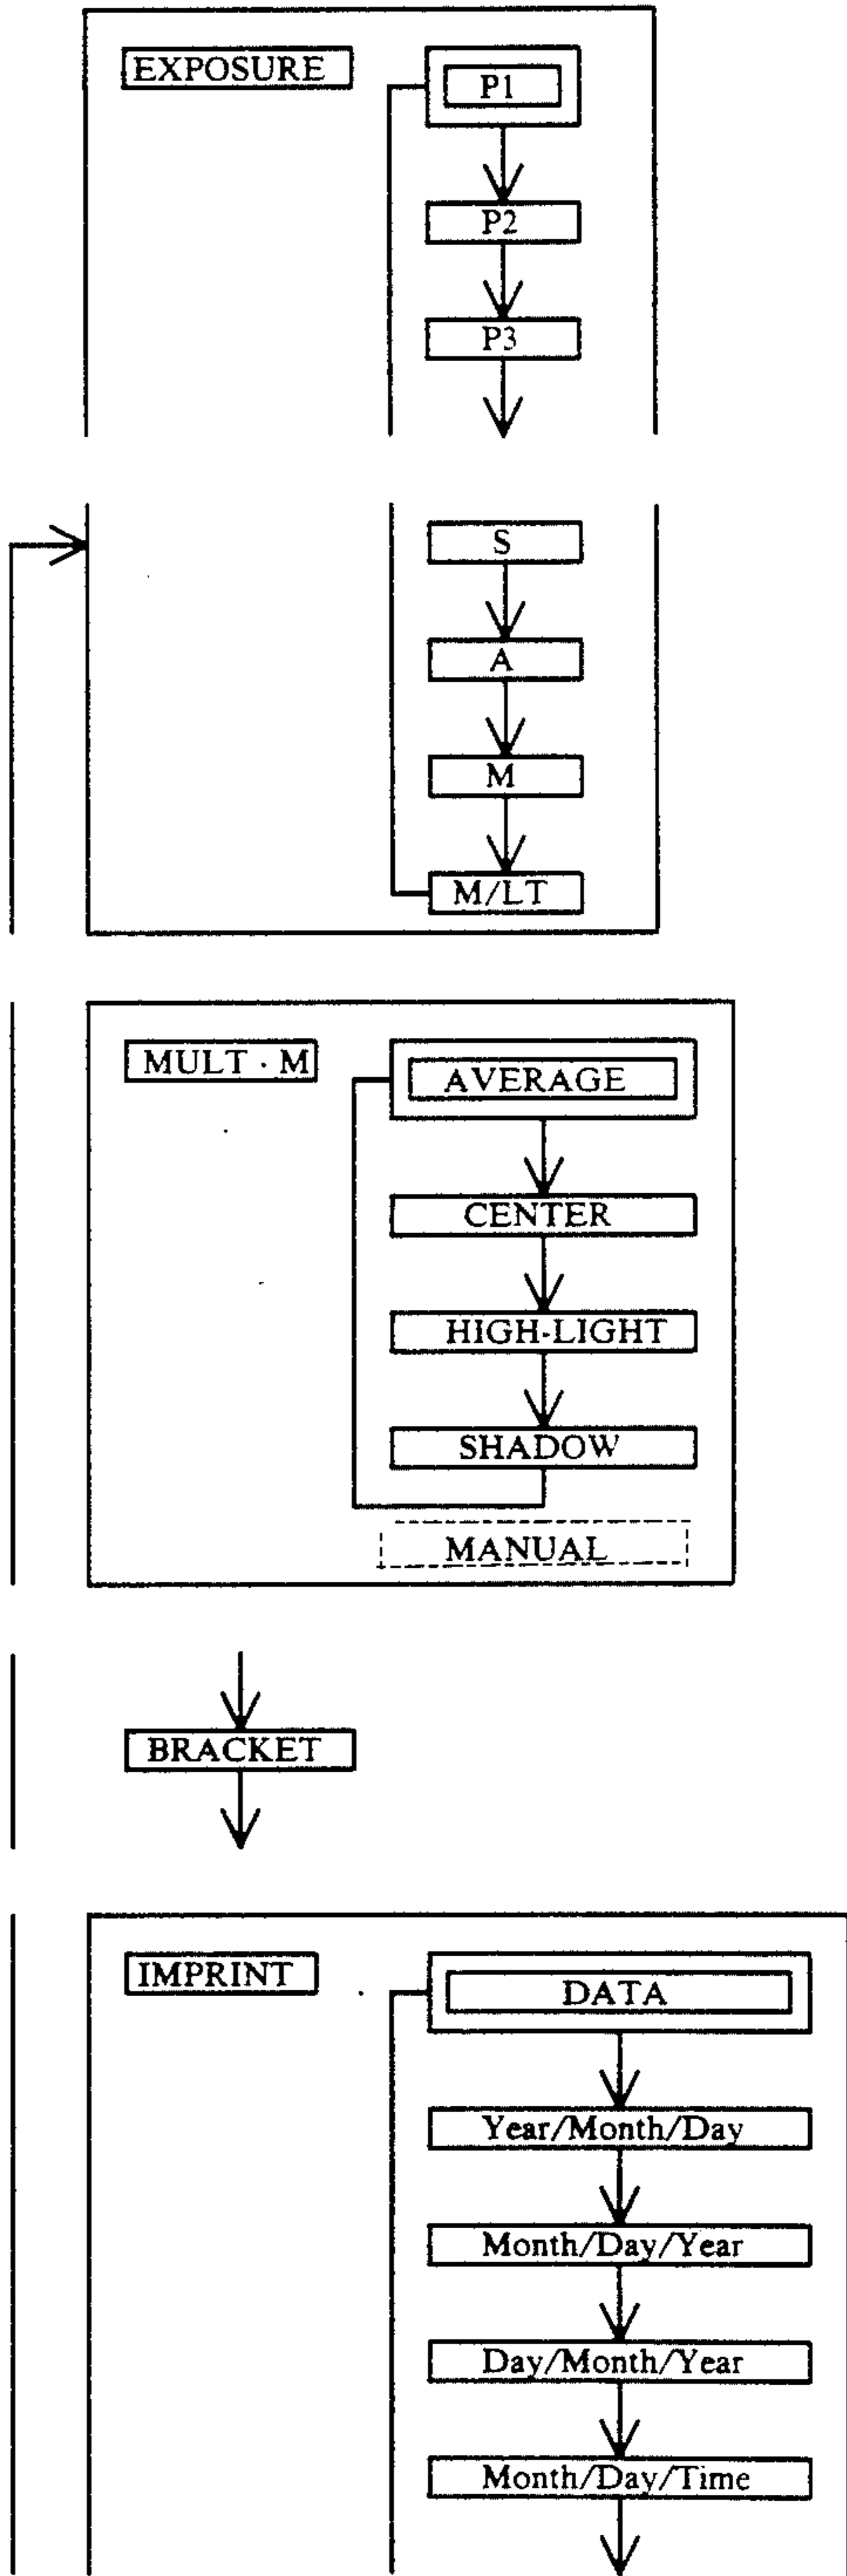 EXPOSURE
P1
P2
P3
S
A
M
M/LT
MULT · M
AVERAGE
CENTER
HIGH-LIGHT
SHADOW
MANUAL
BRACKET
IMPRINT
DATA
Year/Month/Day
Month/Day/Year
Day/Month/Year
Month/Day/Time